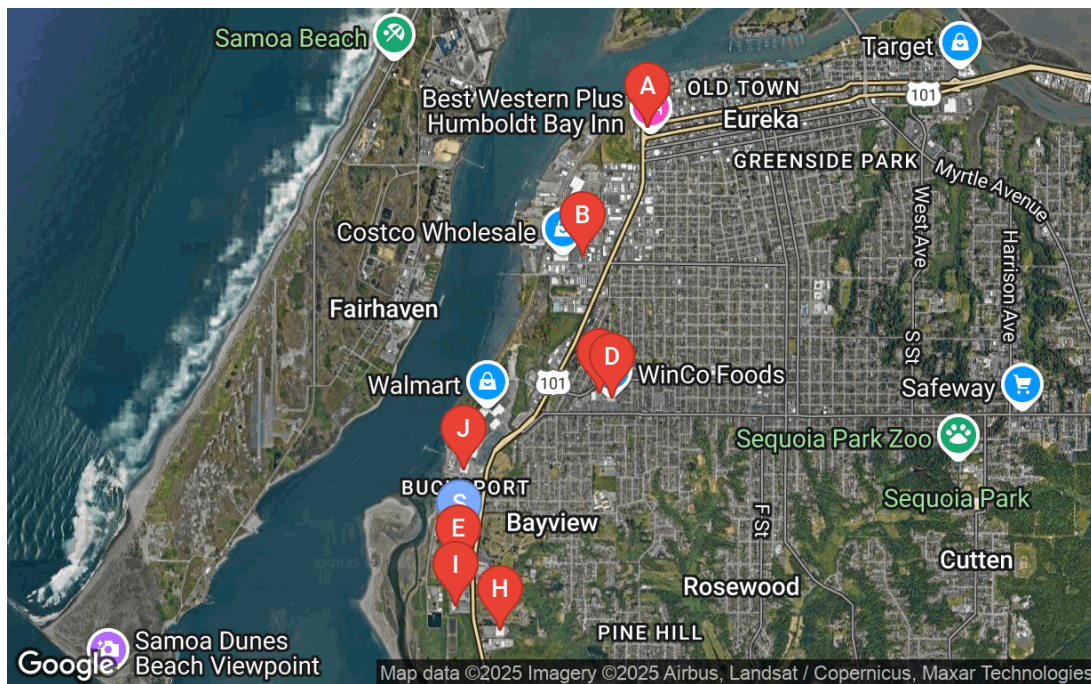 Samoa Beach
Target
A
OLD TOWN
101
Best Western Plus
Humboldt Bay Inn
Eureka
GREENSIDE PARK
Myrtle Avenue
West Ave
B
Costco Wholesale
Harrison Ave
Fairhaven
S St
D
WinCo Foods
101
Walmart
Safeway
J
Sequoia Park Zoo
BUCKSPORT
S
Sequoia Park
E
Bayview
F St
I
Cutten
H
Rosewood
PINE HILL
Samoa Dunes
Beach Viewpoint
Google
Map data ©2025 Imagery ©2025 Airbus, Landsat / Copernicus, Maxar Technologies